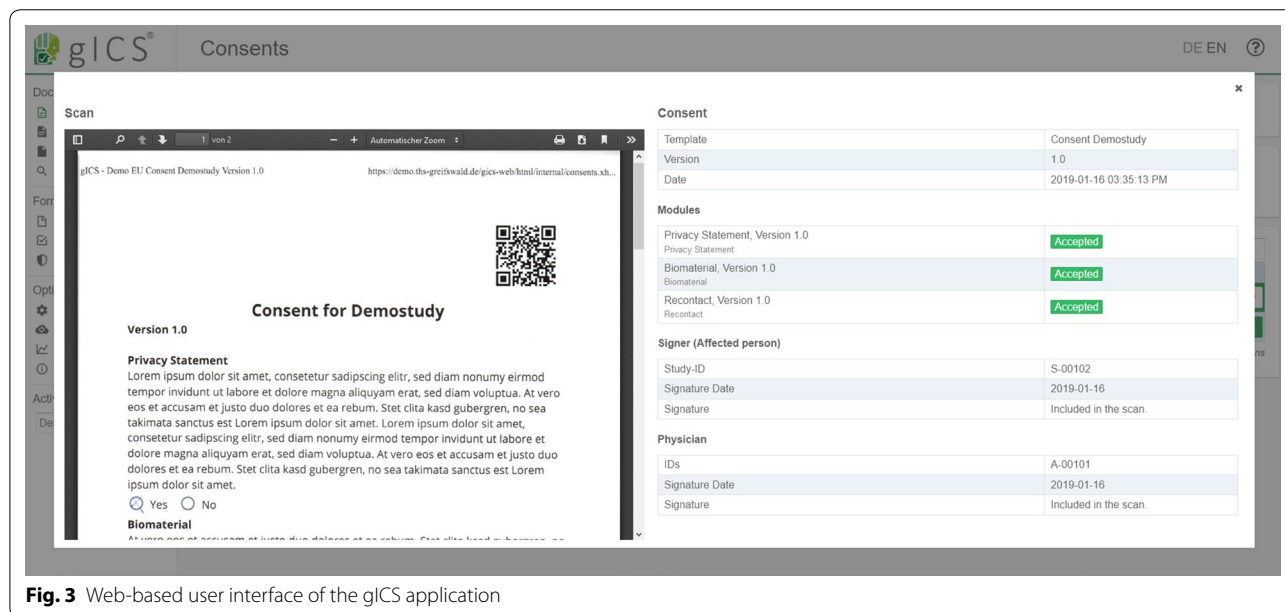 gICS®
Consents
DE EN
Scan
1 von 2
Automatischer Zoom
gICS - Demo EU Consent Demostudy Version 1.0
https://demo.ths-greifswald.de/gics-web/html/internal/consents.xh...
Consent for Demostudy
Version 1.0
Privacy Statement
Lorem ipsum dolor sit amet, consetetur sadipscing elitr, sed diam nonumy eirmod
tempor invidunt ut labore et dolore magna aliquyam erat, sed diam voluptua. At vero
eos et accusam et justo duo dolores et ea rebum. Stet clita kasd gubergren, no sea
takimata sanctus est Lorem ipsum dolor sit amet. Lorem ipsum dolor sit amet,
consetetur sadipscing elitr, sed diam nonumy eirmod tempor invidunt ut labore et
dolore magna aliquyam erat, sed diam voluptua. At vero eos et accusam et justo duo
dolores et ea rebum. Stet clita kasd gubergren, no sea takimata sanctus est Lorem
ipsum dolor sit amet.
Yes No
Biomaterial
Consent
Template Consent Demostudy
Version 1.0
Date 2019-01-16 03:35:13 PM
Modules
Privacy Statement, Version 1.0 Accepted
Privacy Statement
Biomaterial, Version 1.0 Accepted
Biomaterial
Recontact, Version 1.0 Accepted
Recontact
Signer (Affected person)
Study-ID S-00102
Signature Date 2019-01-16
Signature Included in the scan.
Physician
IDs A-00101
Signature Date 2019-01-16
Signature Included in the scan.
Fig. 3 Web-based user interface of the gICS application